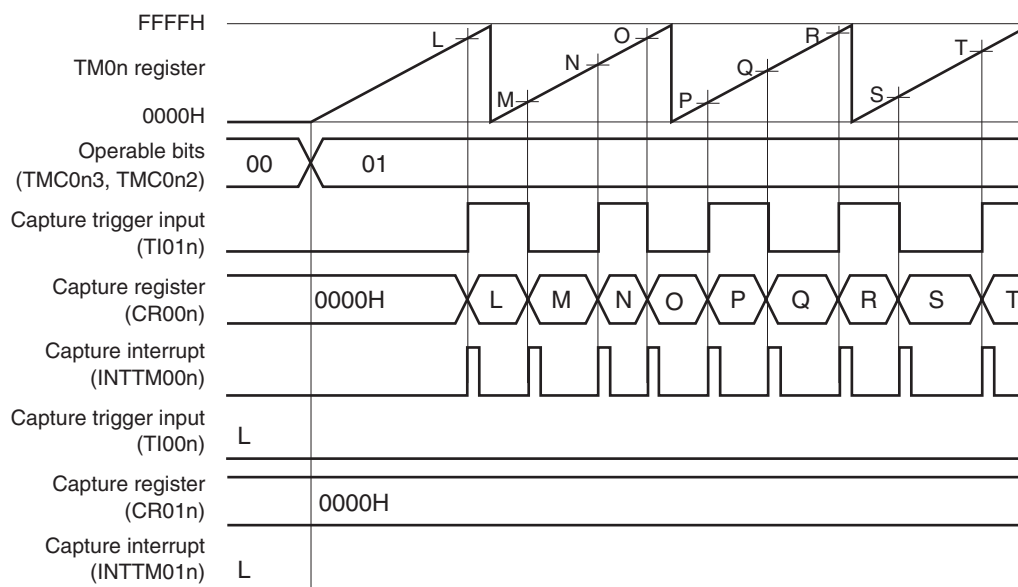 FFFFH
TM0n register
0000H
L
M
N
O
P
Q
R
S
T
Operable bits
(TMC0n3, TMC0n2)
00
01
Capture trigger input
(TI01n)
Capture register
(CR00n)
0000H
L
M
N
O
P
Q
R
S
T
Capture interrupt
(INTTM00n)
Capture trigger input
(TI00n)
L
Capture register
(CR01n)
0000H
Capture interrupt
(INTTM01n)
L